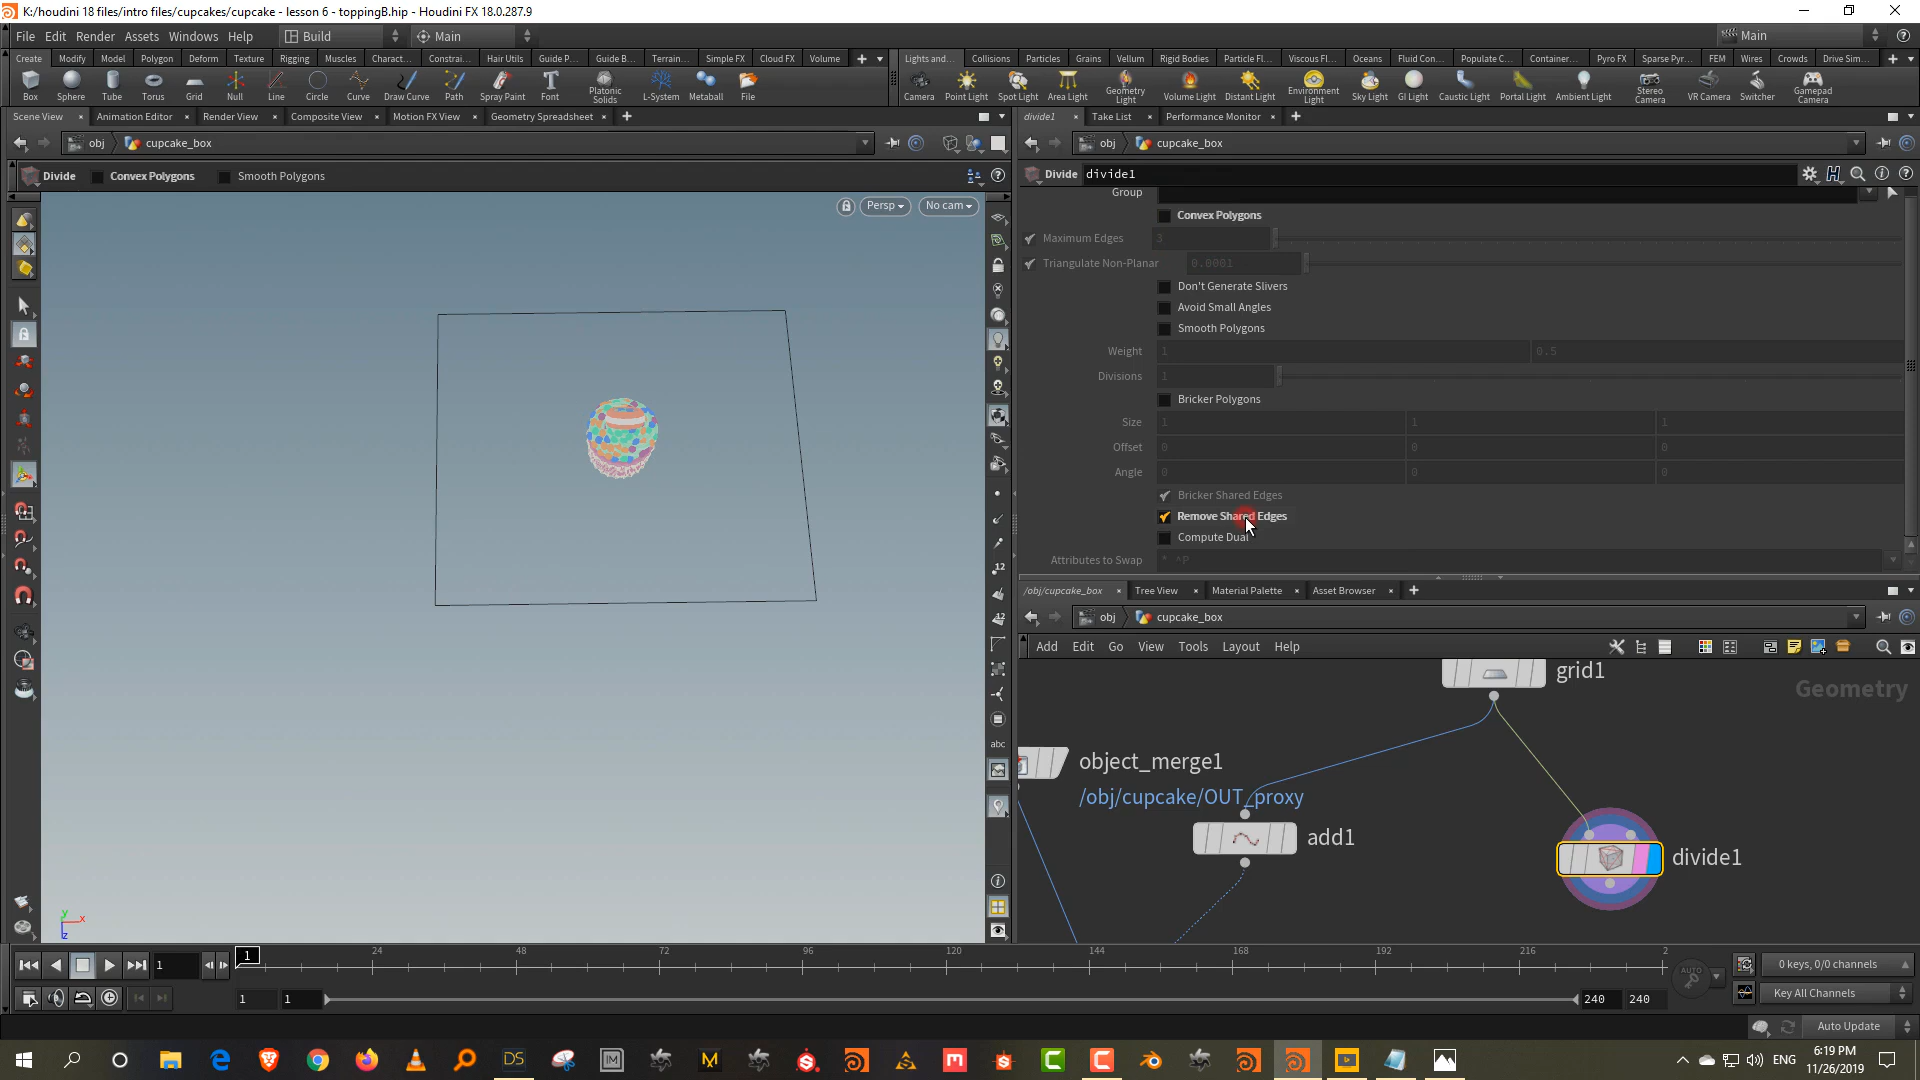 K:/houdini 18 files/intro files/cupcakes/cupcake - lesson 6 - toppingB.hip - Houdini FX 18.0.287.9
File Edit Render Assets Windows Help Build Main Main
Create Modify Model Polygon Deform Texture Rigging Muscles Charact... Constrai... Hair Utils Guide P... Guide B... Terrain... Simple FX Cloud FX Volume
Lights and... Collisions Particles Grains Vellum Rigid Bodies Particle Fl... Viscous Fl... Oceans Fluid Con... Populate C... Container... Pyro FX Sparse Pyr... FEM Wires Crowds Drive Sim...
Box Sphere Tube Torus Grid Null Line Circle Curve Draw Curve Path Spray Paint Font Platonic Solids L-System Metaball File
Camera Point Light Spot Light Area Light Geometry Light Volume Light Distant Light Environment Light Sky Light GI Light Caustic Light Portal Light Ambient Light Stereo Camera VR Camera Switcher Gamepad Camera
Scene View Animation Editor Render View Composite View Motion FX View Geometry Spreadsheet
divide1 Take List Performance Monitor
obj cupcake_box
obj cupcake_box
Divide Convex Polygons Smooth Polygons
Divide divide1
Persp No cam
Group
Convex Polygons
Maximum Edges 3
Triangulate Non-Planar 0.0001
Don't Generate Slivers
Avoid Small Angles
Smooth Polygons
Weight 1 0.5
Divisions 1
Bricker Polygons
Size 1 1 1
Offset 0 0 0
Angle 0 0 0
Bricker Shared Edges
Remove Shared Edges
Compute Dual
Attributes to Swap * ^P
/obj/cupcake_box Tree View Material Palette Asset Browser
obj cupcake_box
Add Edit Go View Tools Layout Help
grid1
Geometry
object_merge1
/obj/cupcake/OUT_proxy
add1
divide1
12
12
abc
y
x
z
1 1 24 48 72 96 120 144 168 192 216 2
AUTO 0 keys, 0/0 channels
1 1 240 240 Key All Channels
Auto Update
DS IM ENG 6:19 PM
11/26/2019